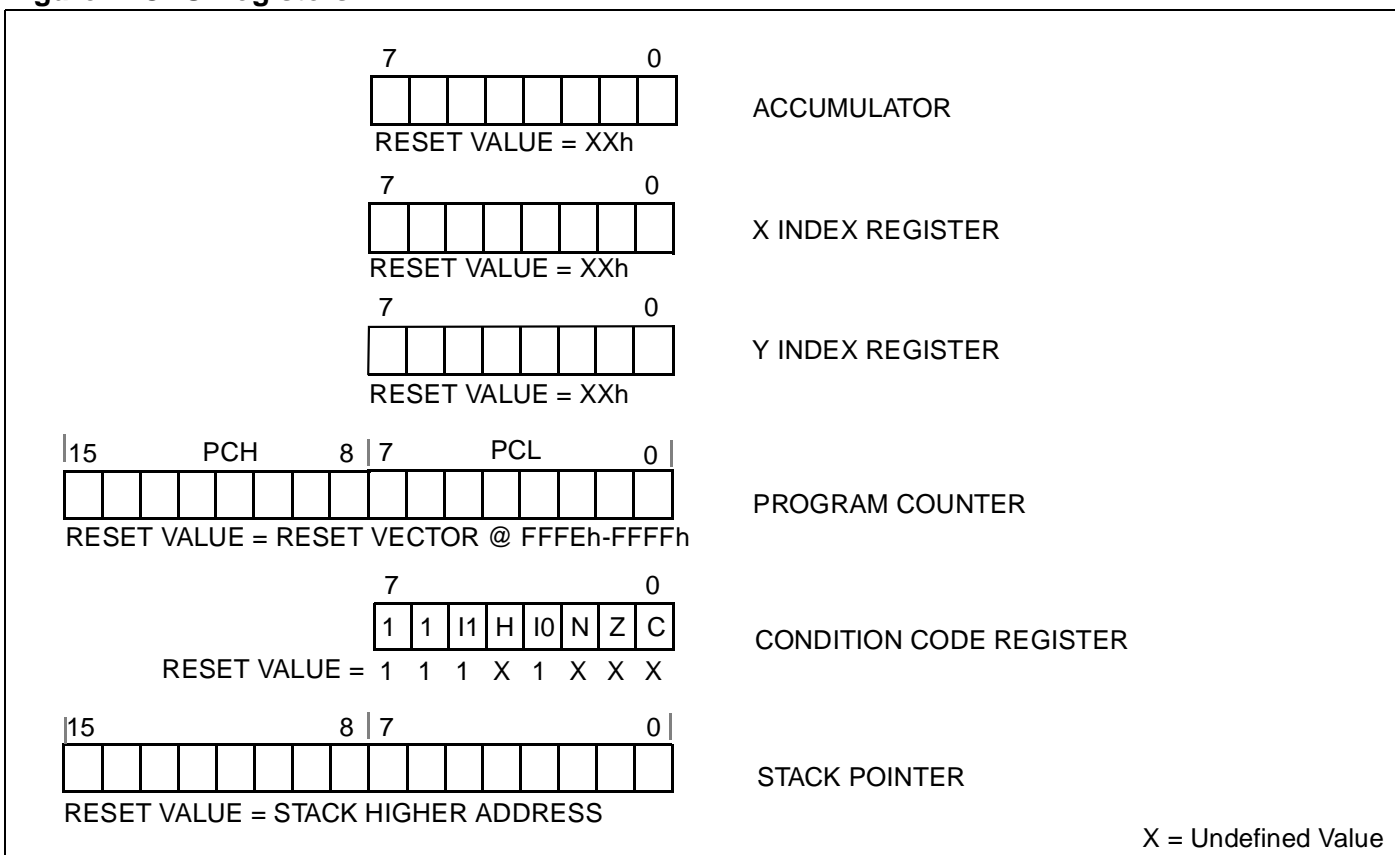 7 0
ACCUMULATOR
RESET VALUE = XXh
7 0
X INDEX REGISTER
RESET VALUE = XXh
7 0
Y INDEX REGISTER
RESET VALUE = XXh
15 PCH 8 7 PCL 0
PROGRAM COUNTER
RESET VALUE = RESET VECTOR @ FFFEh-FFFFh
7 0
1 1 I1 H I0 N Z C
CONDITION CODE REGISTER
RESET VALUE = 1 1 1 X 1 X X X
15 8 7 0
STACK POINTER
RESET VALUE = STACK HIGHER ADDRESS
X = Undefined Value